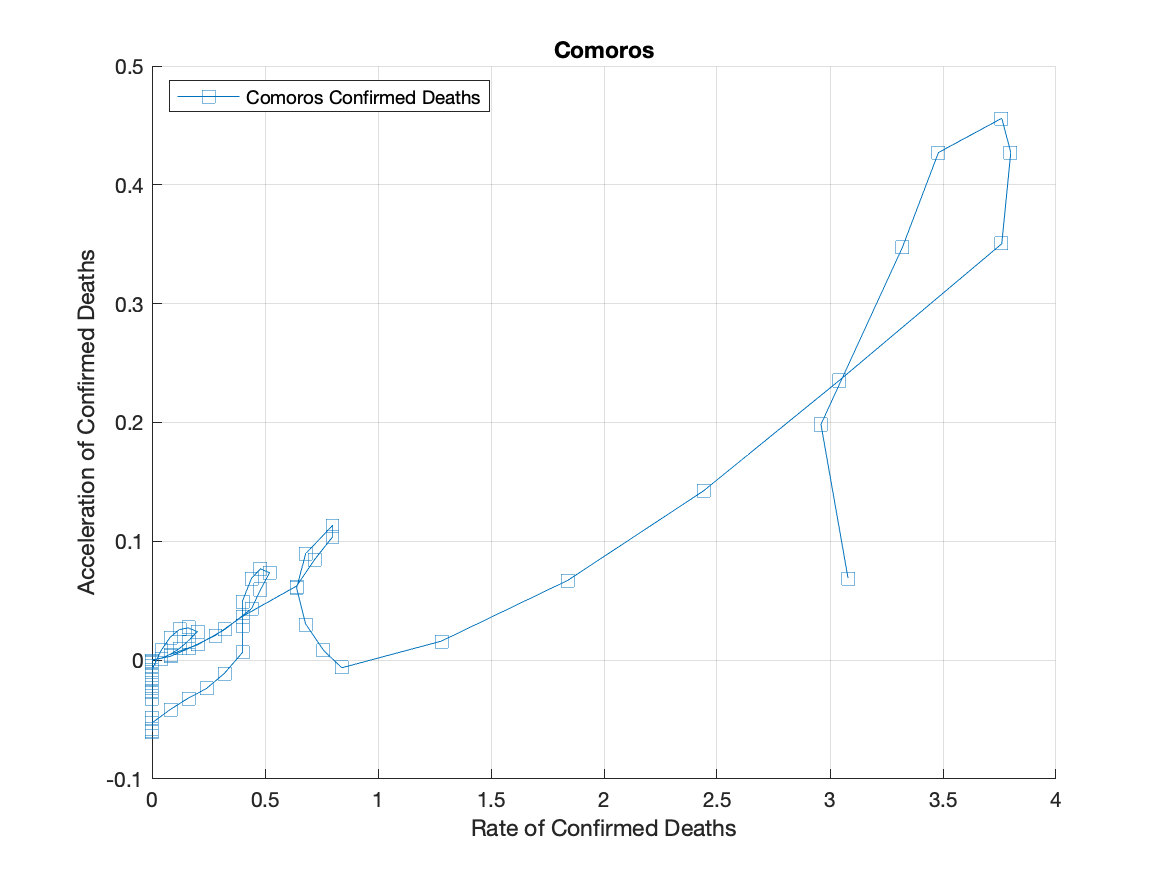 Comoros
Comoros Confirmed Deaths
0.5
0.4
0.3
0.2
0.1
0
-0.1
Acceleration of Confirmed Deaths
0 0.5 1 1.5 2 2.5 3 3.5 4
Rate of Confirmed Deaths